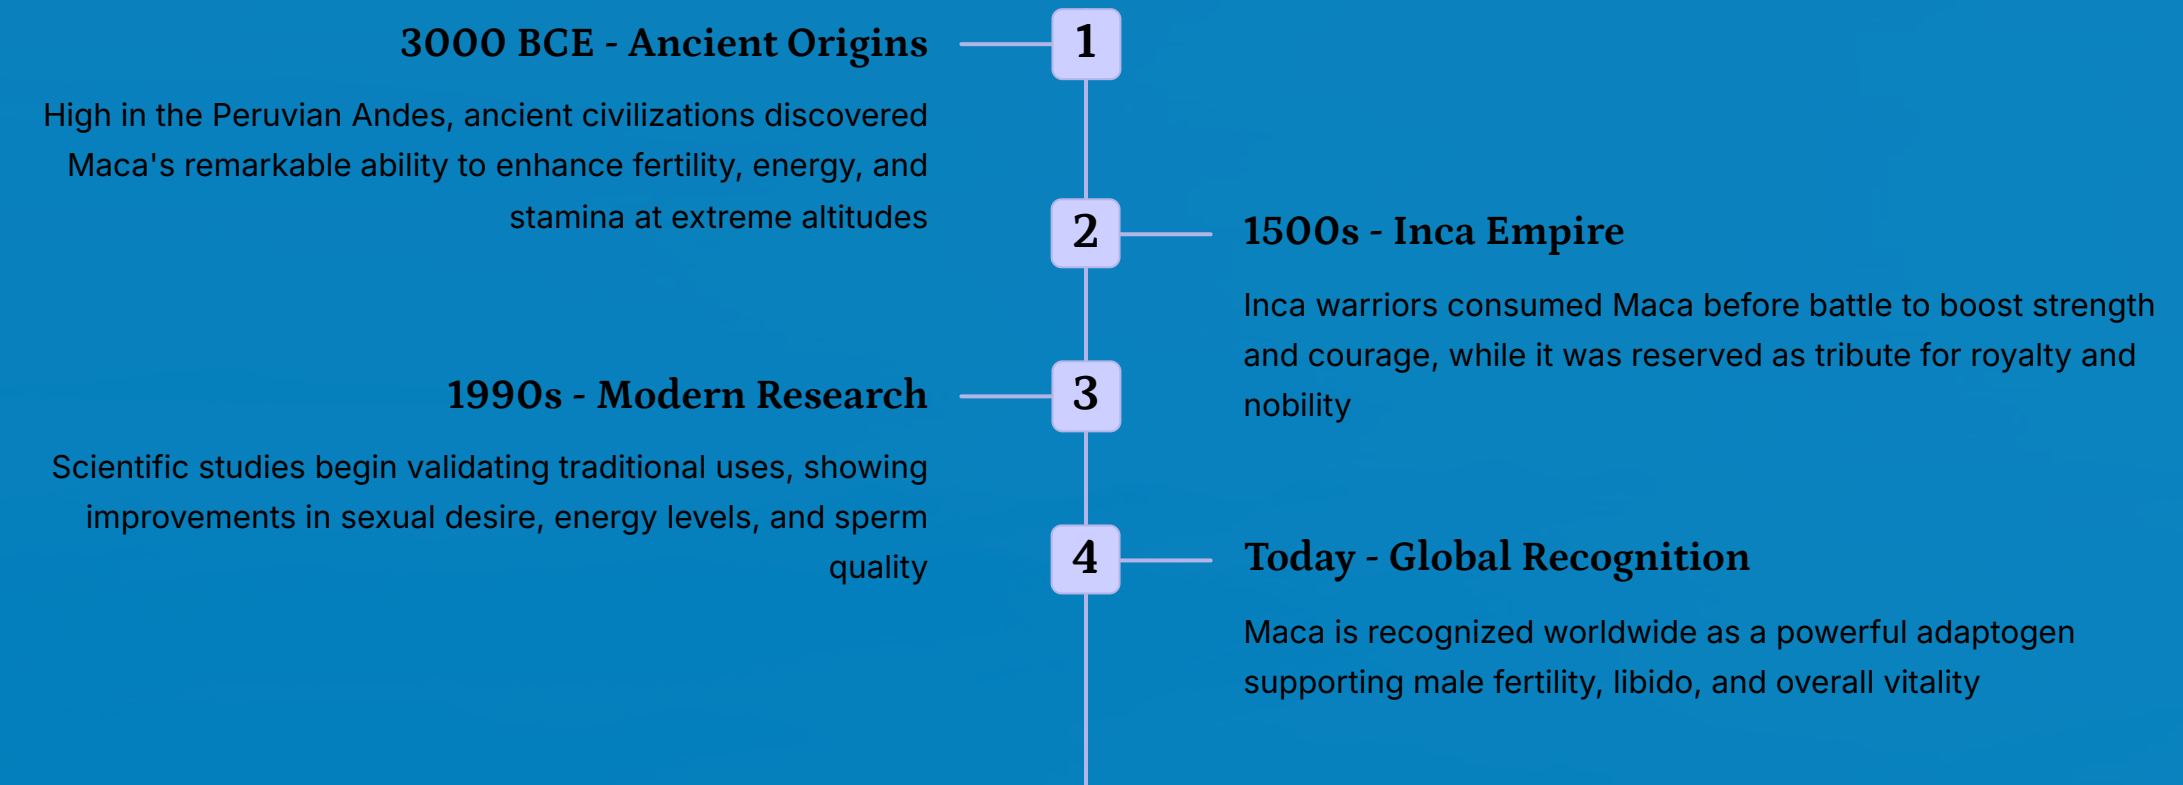 1
3000 BCE - Ancient Origins
High in the Peruvian Andes, ancient civilizations discovered
Maca's remarkable ability to enhance fertility, energy, and
stamina at extreme altitudes
2
1500s - Inca Empire
Inca warriors consumed Maca before battle to boost strength
and courage, while it was reserved as tribute for royalty and
nobility
3
1990s - Modern Research
Scientific studies begin validating traditional uses, showing
improvements in sexual desire, energy levels, and sperm
quality
4
Today - Global Recognition
Maca is recognized worldwide as a powerful adaptogen
supporting male fertility, libido, and overall vitality